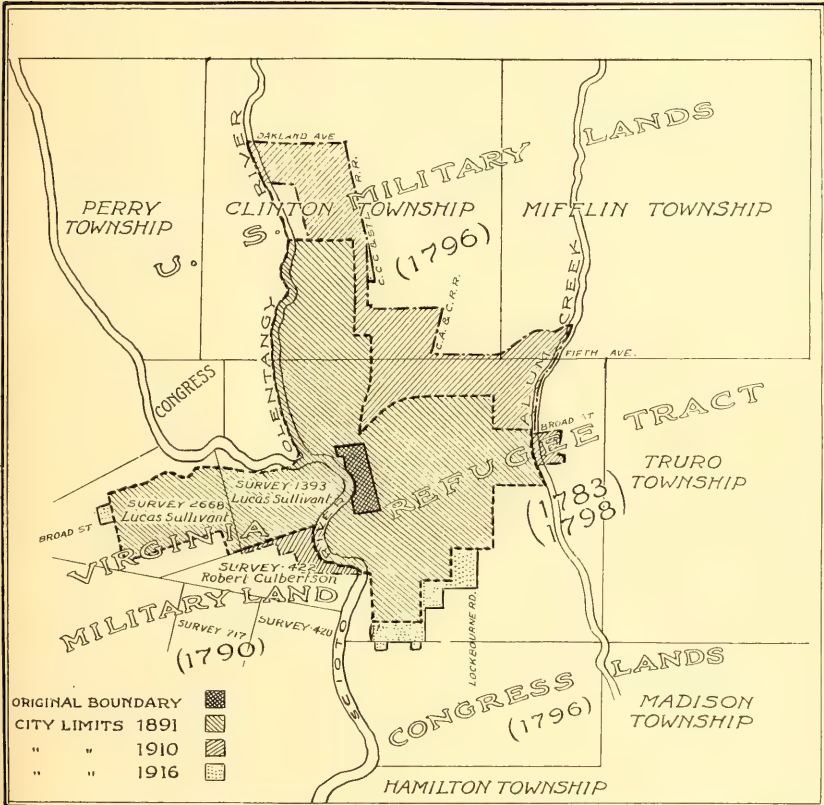 OAKLAND AVE
U. S. MILITARY LANDS
(1796)
PERRY
TOWNSHIP
CLINTON TOWNSHIP
MIFFLIN TOWNSHIP
OLENTANGY RIVER
R.R.
C.A. & C.R.R.
ALUM CREEK
FIFTH AVE.
CONGRESS
BROAD ST
REFUGEE TRACT
(1783
1798)
TRURO
TOWNSHIP
SURVEY 1393
Lucas Sullivant
SURVEY 2668
Lucas Sullivant
BROAD ST
VIRGINIA
MILITARY LAND
(1790)
SURVEY-422
Robert Culbertson
SURVEY 717
SURVEY-420
SCIOTO RIVER
LOCKBOURNE RD.
CONGRESS LANDS
(1796)
MADISON
TOWNSHIP
HAMILTON TOWNSHIP
ORIGINAL BOUNDARY
CITY LIMITS 1891
" " 1910
" " 1916